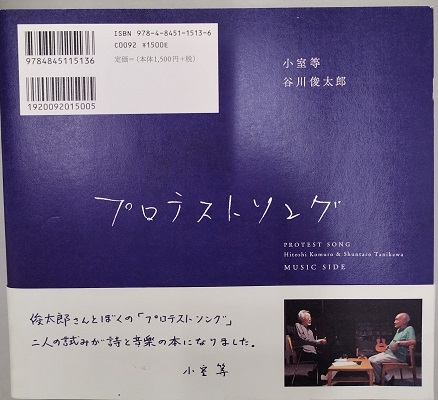 ISBN 978-4-8451-1513-6
C0092 ¥1500E
定価=(本体1,500円+税)
9784845115136
1920092015005
小室等
谷川俊太郎
プロテストソング
PROTEST SONG
Hitoshi Komuro & Shuntaro Tanikawa
MUSIC SIDE
俊太郎さんとぼくの「プロテストソング」
二人の試みが詩と音楽の本になりました。
小室等